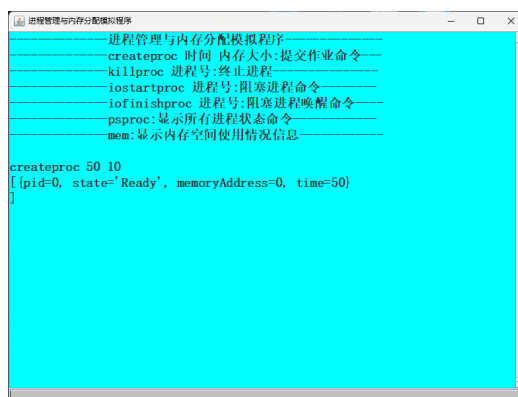 进程管理与内存分配模拟程序
--------------进程管理与内存分配模拟程序--------------
--------------createproc 时间 内存大小:提交作业命令---
--------------killproc 进程号:终止进程---------------
--------------iostartproc 进程号:阻塞进程命令--------
--------------iofinishproc 进程号:阻塞进程唤醒命令----
--------------psproc:显示所有进程状态命令------------
--------------mem:显示内存空间使用情况信息------------
createproc 50 10
[{pid=0, state='Ready', memoryAddress=0, time=50}
]